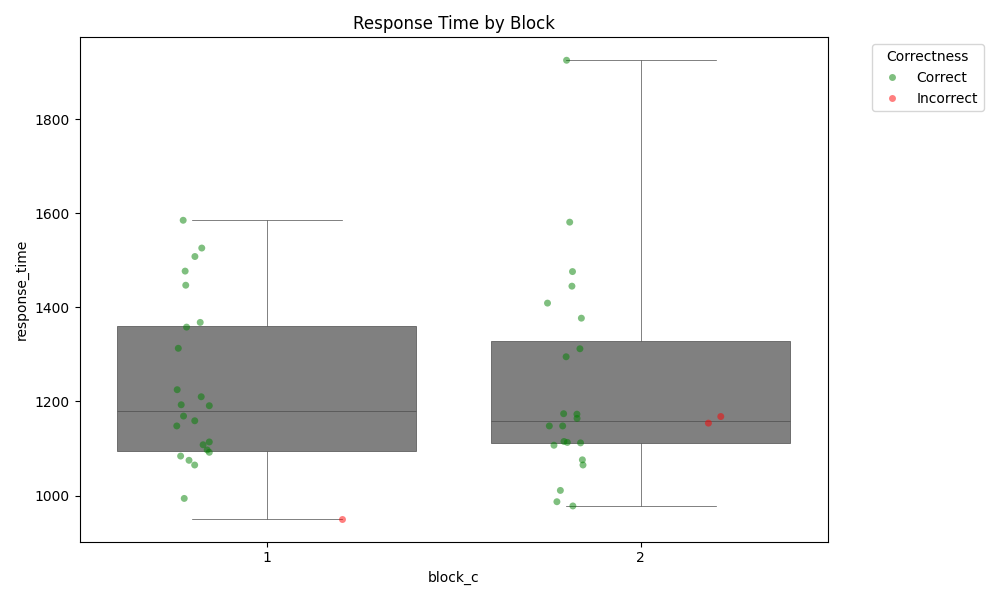 Response Time by Block
Correctness
Correct
Incorrect
1800
1600
1400
1200
1000
response_time
1
2
block_c